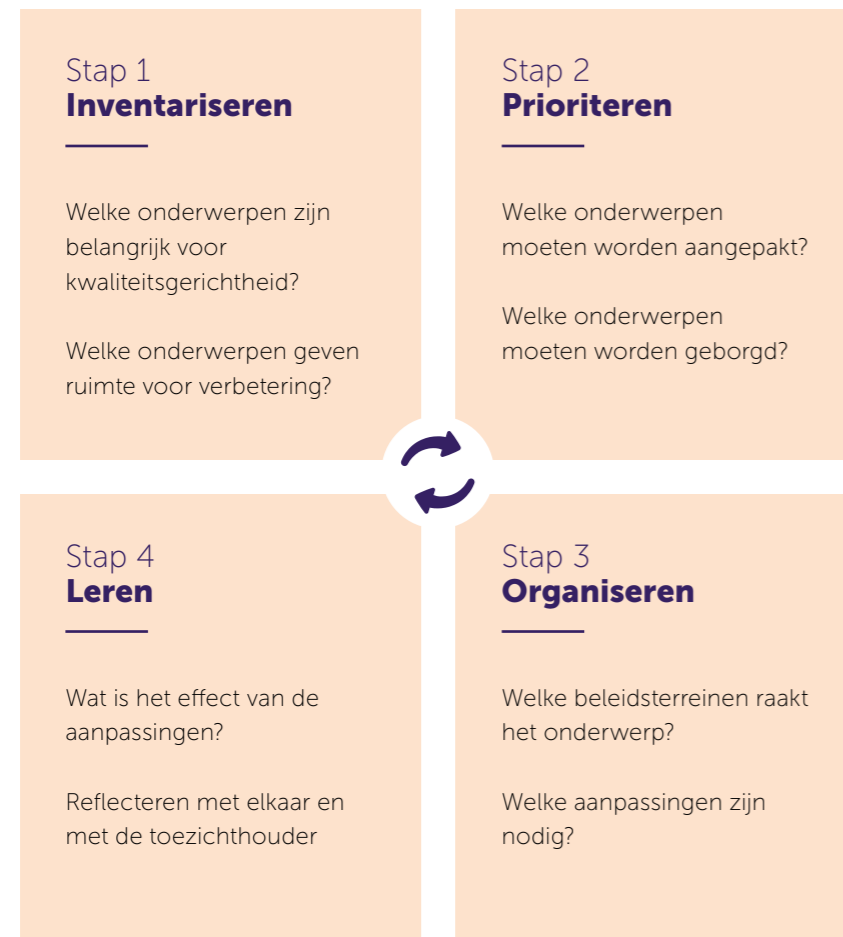 Stap 1
Inventariseren
Welke onderwerpen zijn
belangrijk voor
kwaliteitsgerichtheid?
Welke onderwerpen geven
ruimte voor verbetering?
Stap 2
Prioriteren
Welke onderwerpen
moeten worden aangepakt?
Welke onderwerpen
moeten worden geborgd?
Stap 4
Leren
Wat is het effect van de
aanpassingen?
Reflecteren met elkaar en
met de toezichthouder
Stap 3
Organiseren
Welke beleidsterreinen raakt
het onderwerp?
Welke aanpassingen zijn
nodig?